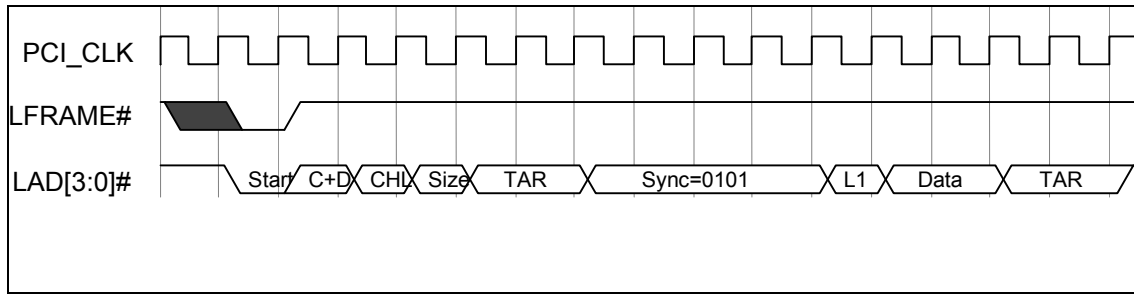 PCI_CLK
LFRAME#
LAD[3:0]# Start C+D CHL Size TAR Sync=0101 L1 Data TAR